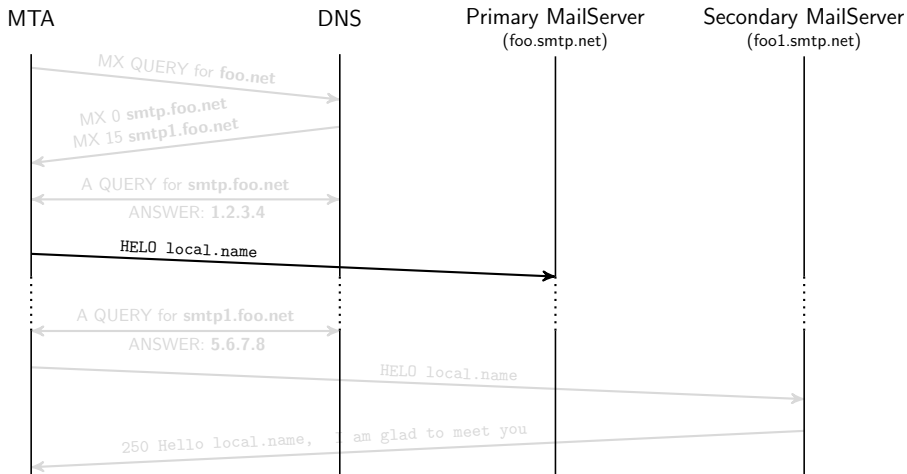 MTA
DNS
Primary MailServer
(foo.smtp.net)
Secondary MailServer
(foo1.smtp.net)
MX QUERY for foo.net
MX 0 smtp.foo.net
MX 15 smtp1.foo.net
A QUERY for smtp.foo.net
ANSWER: 1.2.3.4
HELO local.name
A QUERY for smtp1.foo.net
ANSWER: 5.6.7.8
HELO local.name
250 Hello local.name, I am glad to meet you